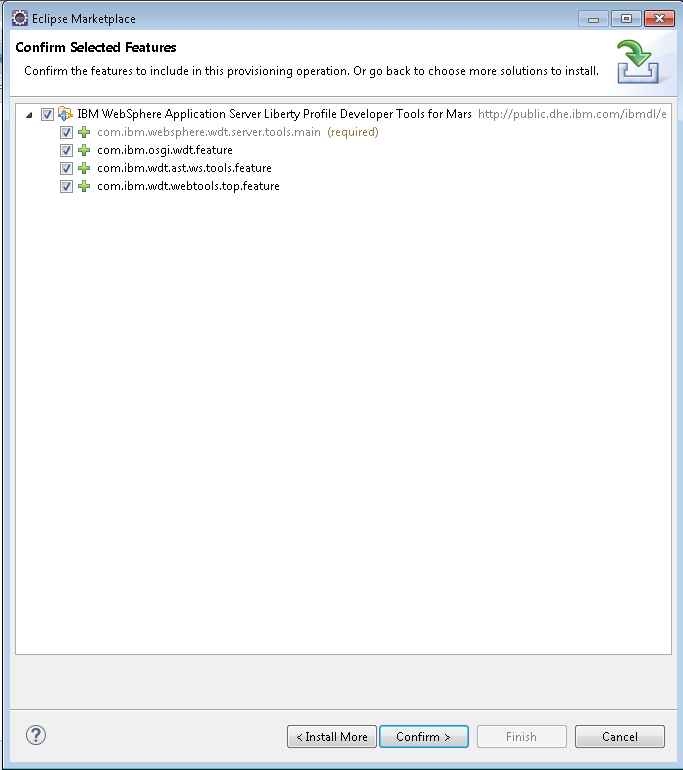 Eclipse Marketplace
Confirm Selected Features
Confirm the features to include in this provisioning operation. Or go back to choose more solutions to install.
IBM WebSphere Application Server Liberty Profile Developer Tools for Mars http://public.dhe.ibm.com/ibmdl/e
com.ibm.websphere.wdt.server.tools.main (required)
com.ibm.osgi.wdt.feature
com.ibm.wdt.ast.ws.tools.feature
com.ibm.wdt.webtools.top.feature
? < Install More Confirm > Finish Cancel